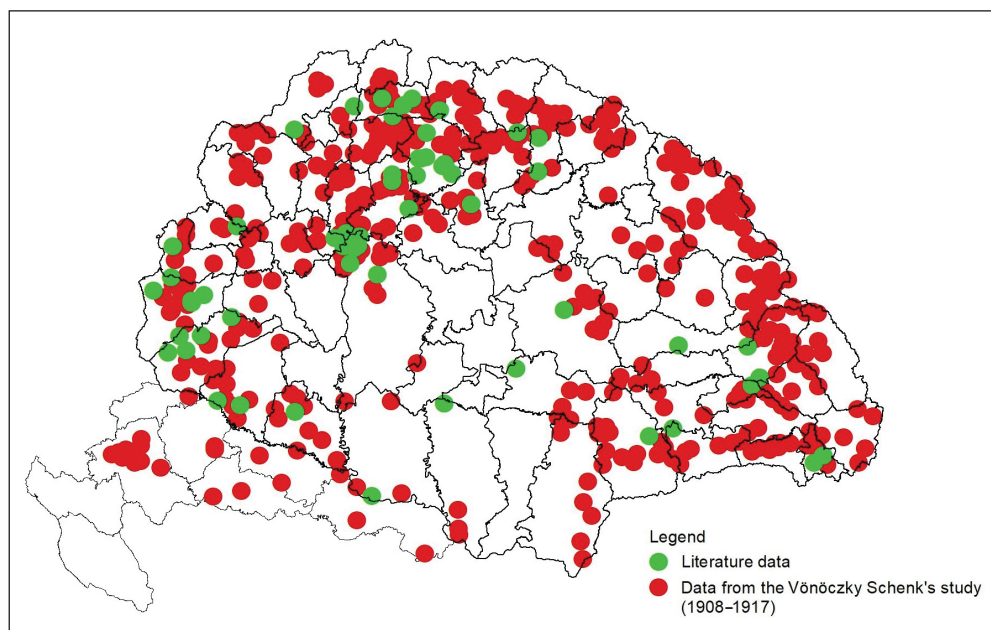 Legend
Literature data
Data from the Vönöczky Schenk's study
(1908–1917)